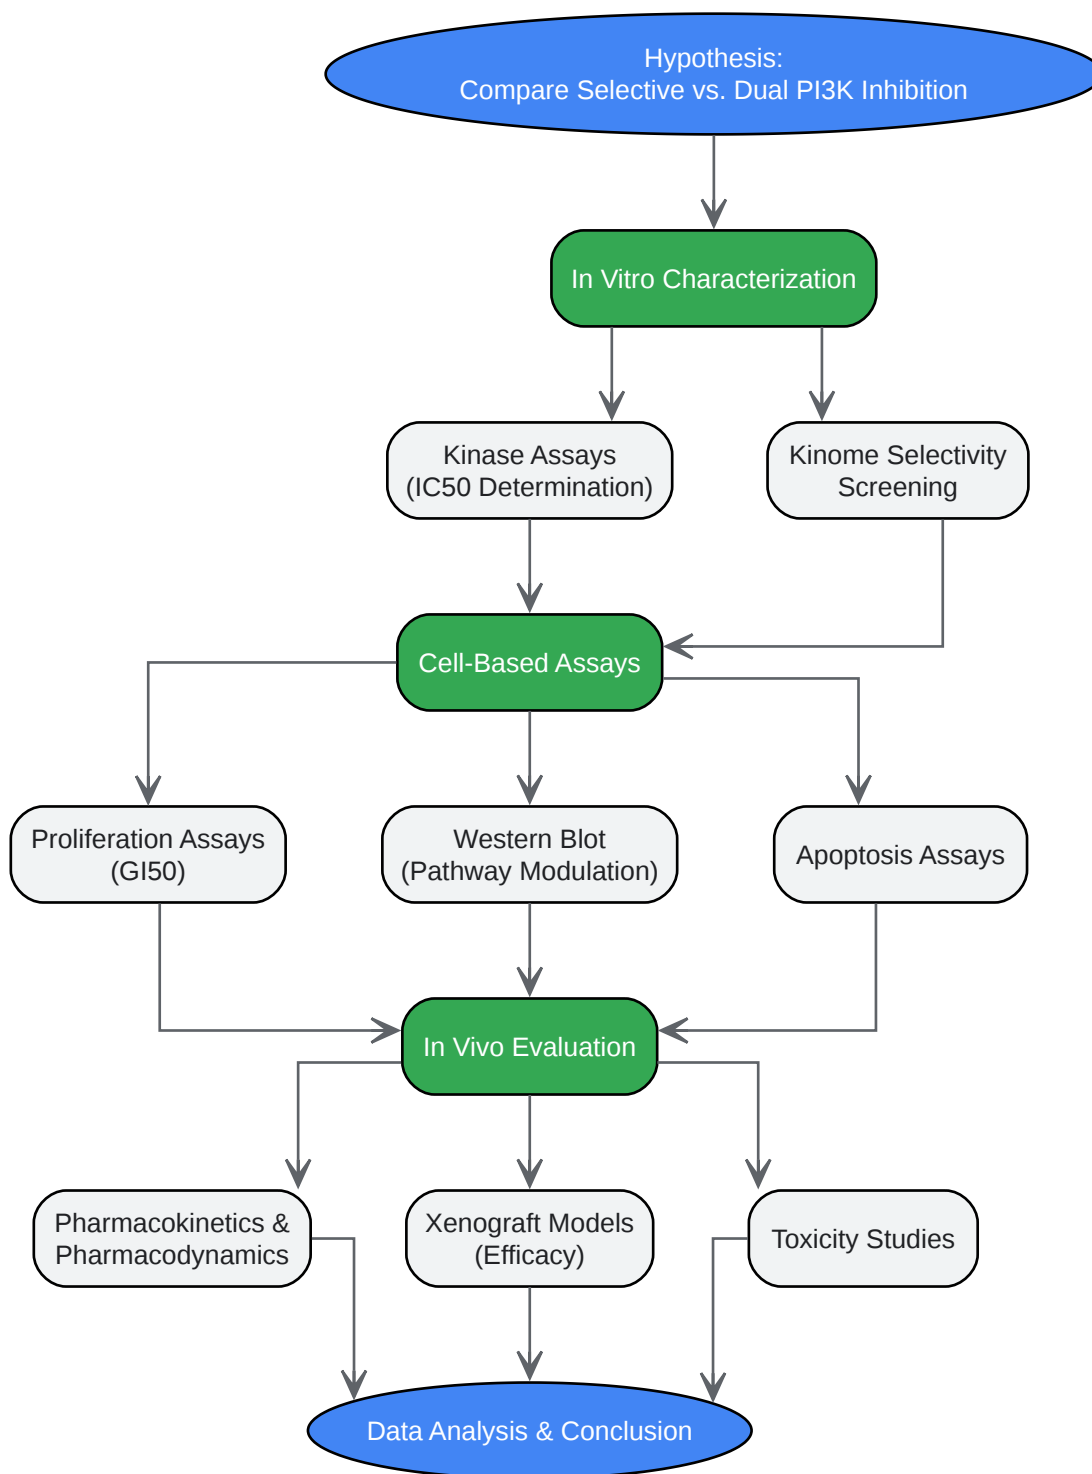 Hypothesis:
Compare Selective vs. Dual PI3K Inhibition
In Vitro Characterization
Kinase Assays
(IC50 Determination)
Kinome Selectivity
Screening
Cell-Based Assays
Proliferation Assays
(GI50)
Western Blot
(Pathway Modulation)
Apoptosis Assays
In Vivo Evaluation
Pharmacokinetics &
Pharmacodynamics
Xenograft Models
(Efficacy)
Toxicity Studies
Data Analysis & Conclusion